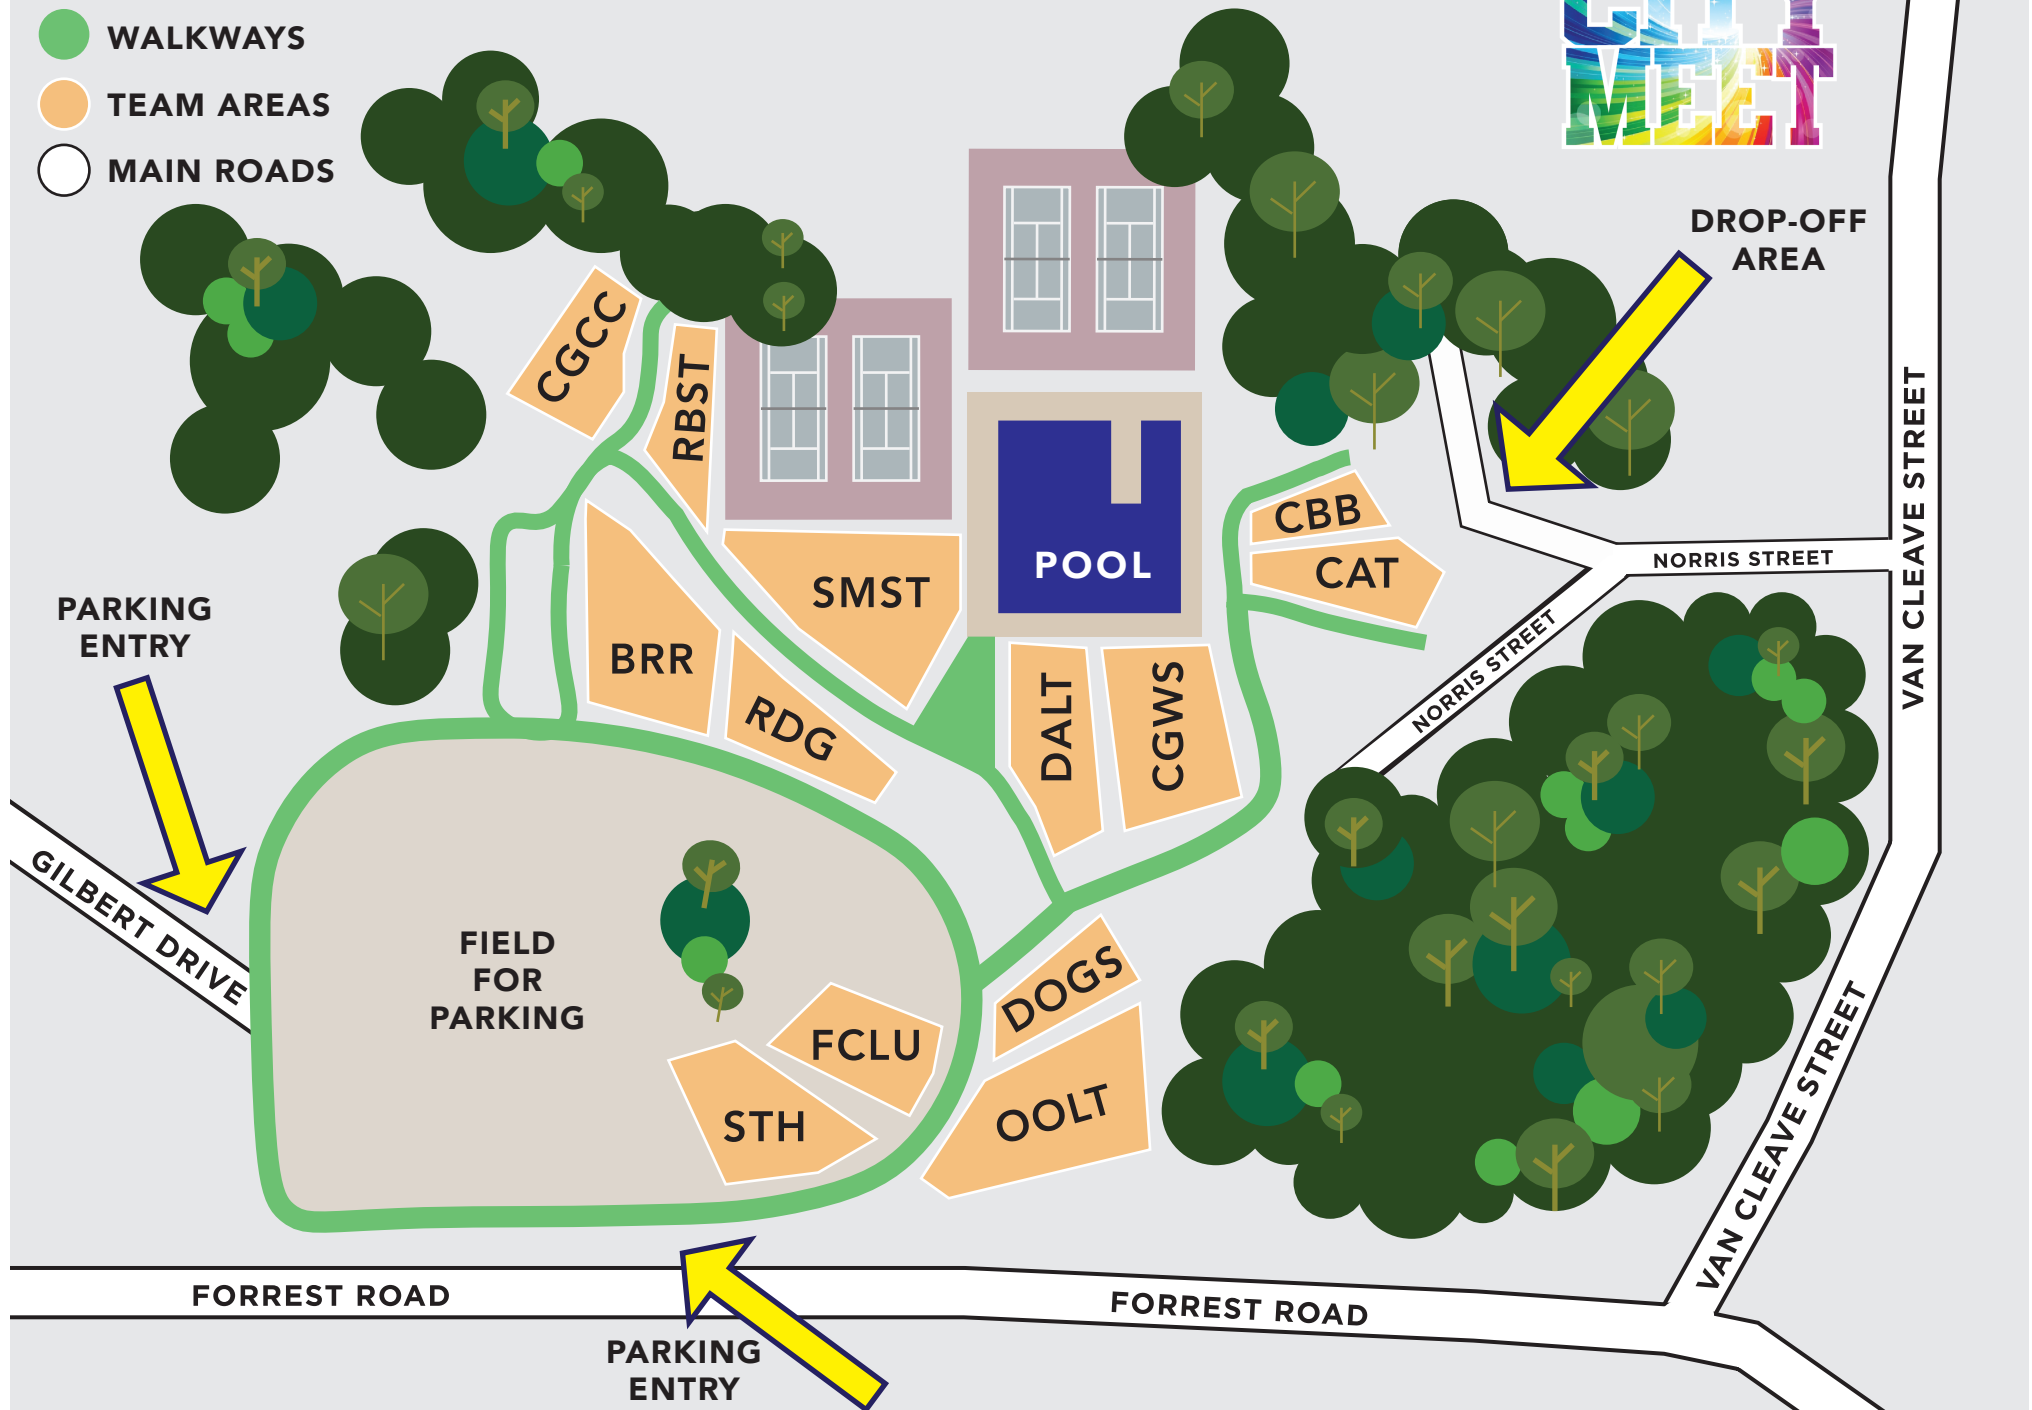 WALKWAYS
TEAM AREAS
MAIN ROADS
MEET
DROP-OFF
AREA
CGCC
RBST
VAN CLEAVE STREET
CBB
POOL
NORRIS STREET
CAT
SMST
PARKING
ENTRY
BRR
NORRIS STREET
RDG
DALT
CGWS
GILBERT DRIVE
FIELD
FOR
PARKING
DOGS
FCLU
OOLT
STH
VAN CLEAVE STREET
FORREST ROAD
FORREST ROAD
PARKING
ENTRY